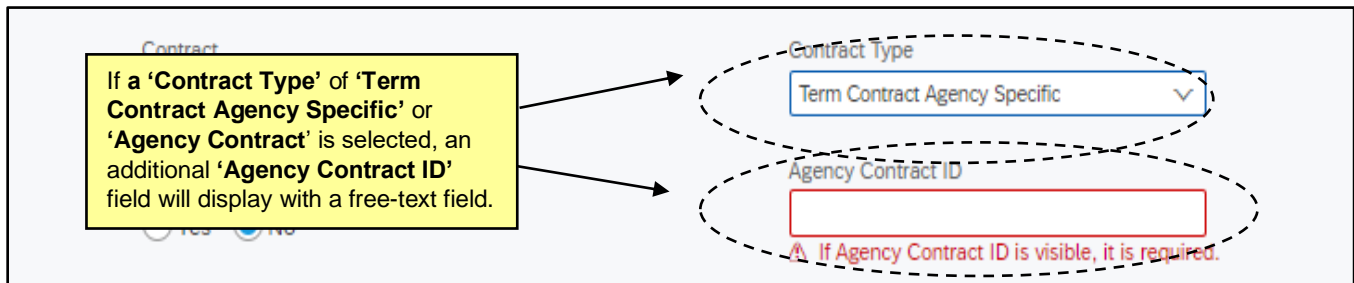 Contract
If a ‘Contract Type’ of ‘Term
Contract Agency Specific’ or
‘Agency Contract’ is selected, an
additional ‘Agency Contract ID’
field will display with a free-text field.
Yes No
Contract Type
Term Contract Agency Specific
Agency Contract ID
If Agency Contract ID is visible, it is required.